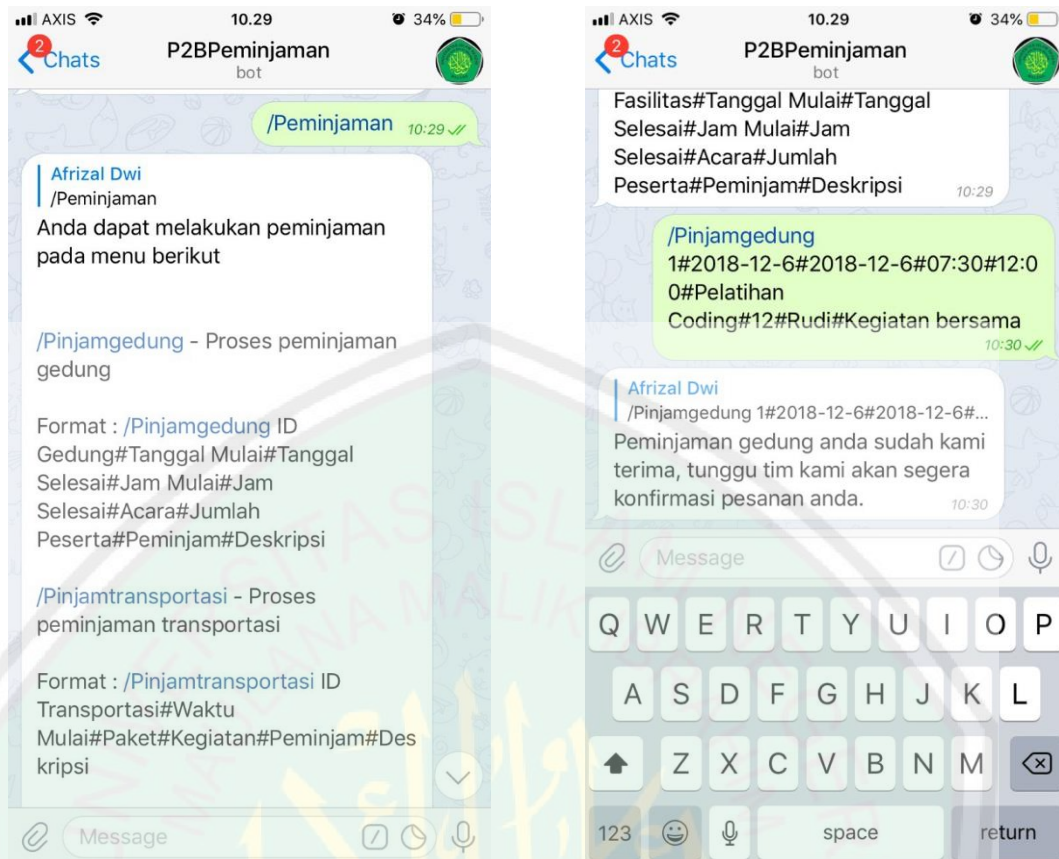 AXIS
10.29
34%
2
Chats
P2BPeminjaman
bot
/Peminjaman 10:29
Afrizal Dwi
/Peminjaman
Anda dapat melakukan peminjaman
pada menu berikut
/Pinjamgedung - Proses peminjaman
gedung
Format : /Pinjamgedung ID
Gedung#Tanggal Mulai#Tanggal
Selesai#Jam Mulai#Jam
Selesai#Acara#Jumlah
Peserta#Peminjam#Deskripsi
/Pinjamtransportasi - Proses
peminjaman transportasi
Format : /Pinjamtransportasi ID
Transportasi#Waktu
Mulai#Paket#Kegiatan#Peminjam#Des
kripsi
Message
AXIS
10.29
34%
2
Chats
P2BPeminjaman
bot
Fasilitas#Tanggal Mulai#Tanggal
Selesai#Jam Mulai#Jam
Selesai#Acara#Jumlah
Peserta#Peminjam#Deskripsi 10:29
/Pinjamgedung
1#2018-12-6#2018-12-6#07:30#12:0
0#Pelatihan
Coding#12#Rudi#Kegiatan bersama
10:30
Afrizal Dwi
/Pinjamgedung 1#2018-12-6#2018-12-6#...
Peminjaman gedung anda sudah kami
terima, tunggu tim kami akan segera
konfirmasi pesanan anda. 10:30
Message
Q W E R T Y U I O P
A S D F G H J K L
Z X C V B N M
123 space return